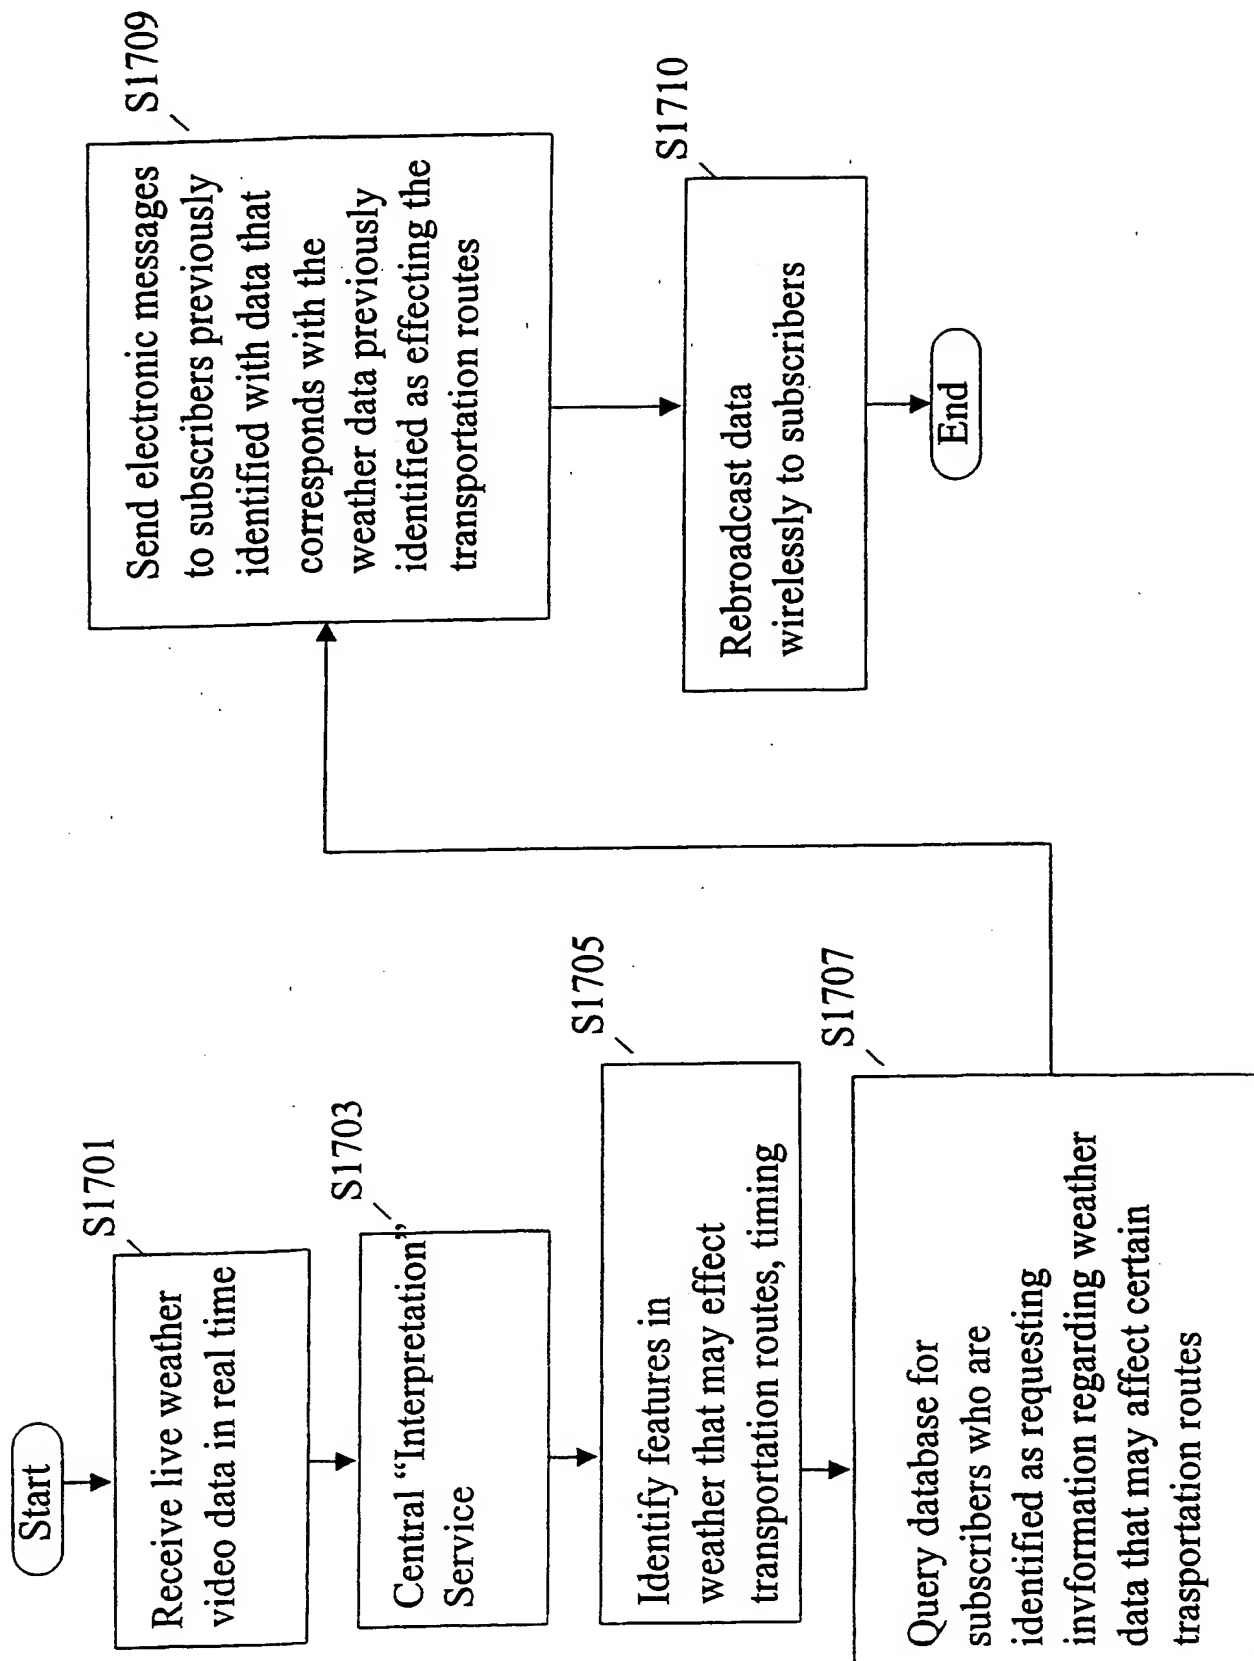 Start
S1701
Receive live weather
video data in real time
S1703
Central “Interpretation”
Service
S1705
Identify features in
weather that may effect
transportation routes, timing
S1707
Query database for
subscribers who are
identified as requesting
invformation regarding weather
data that may affect certain
trasportation routes
S1709
Send electronic messages
to subscribers previously
identified with data that
corresponds with the
weather data previously
identified as effecting the
transportation routes
S1710
Rebroadcast data
wirelessly to subscribers
End